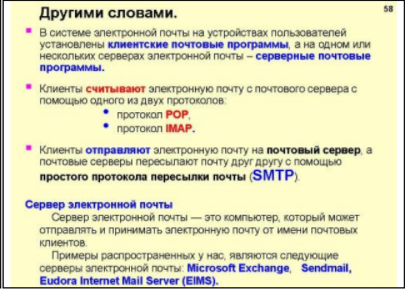 58
Другими словами.
В системе электронной почты на устройствах пользователей
установлены клиентские почтовые программы, а на одном или
нескольких серверах электронной почты – серверные почтовые
программы.
Клиенты считывают электронную почту с почтового сервера с
помощью одного из двух протоколов:
• протокол POP,
• протокол IMAP.
Клиенты отправляют электронную почту на почтовый сервер, а
почтовые серверы пересылают почту друг другу с помощью
простого протокола пересылки почты (SMTP).
Сервер электронной почты
Сервер электронной почты — это компьютер, который может
отправлять и принимать электронную почту от имени почтовых
клиентов.
Примеры распространенных у нас, являются следующие
серверы электронной почты: Microsoft Exchange, Sendmail,
Eudora Internet Mail Server (EIMS).